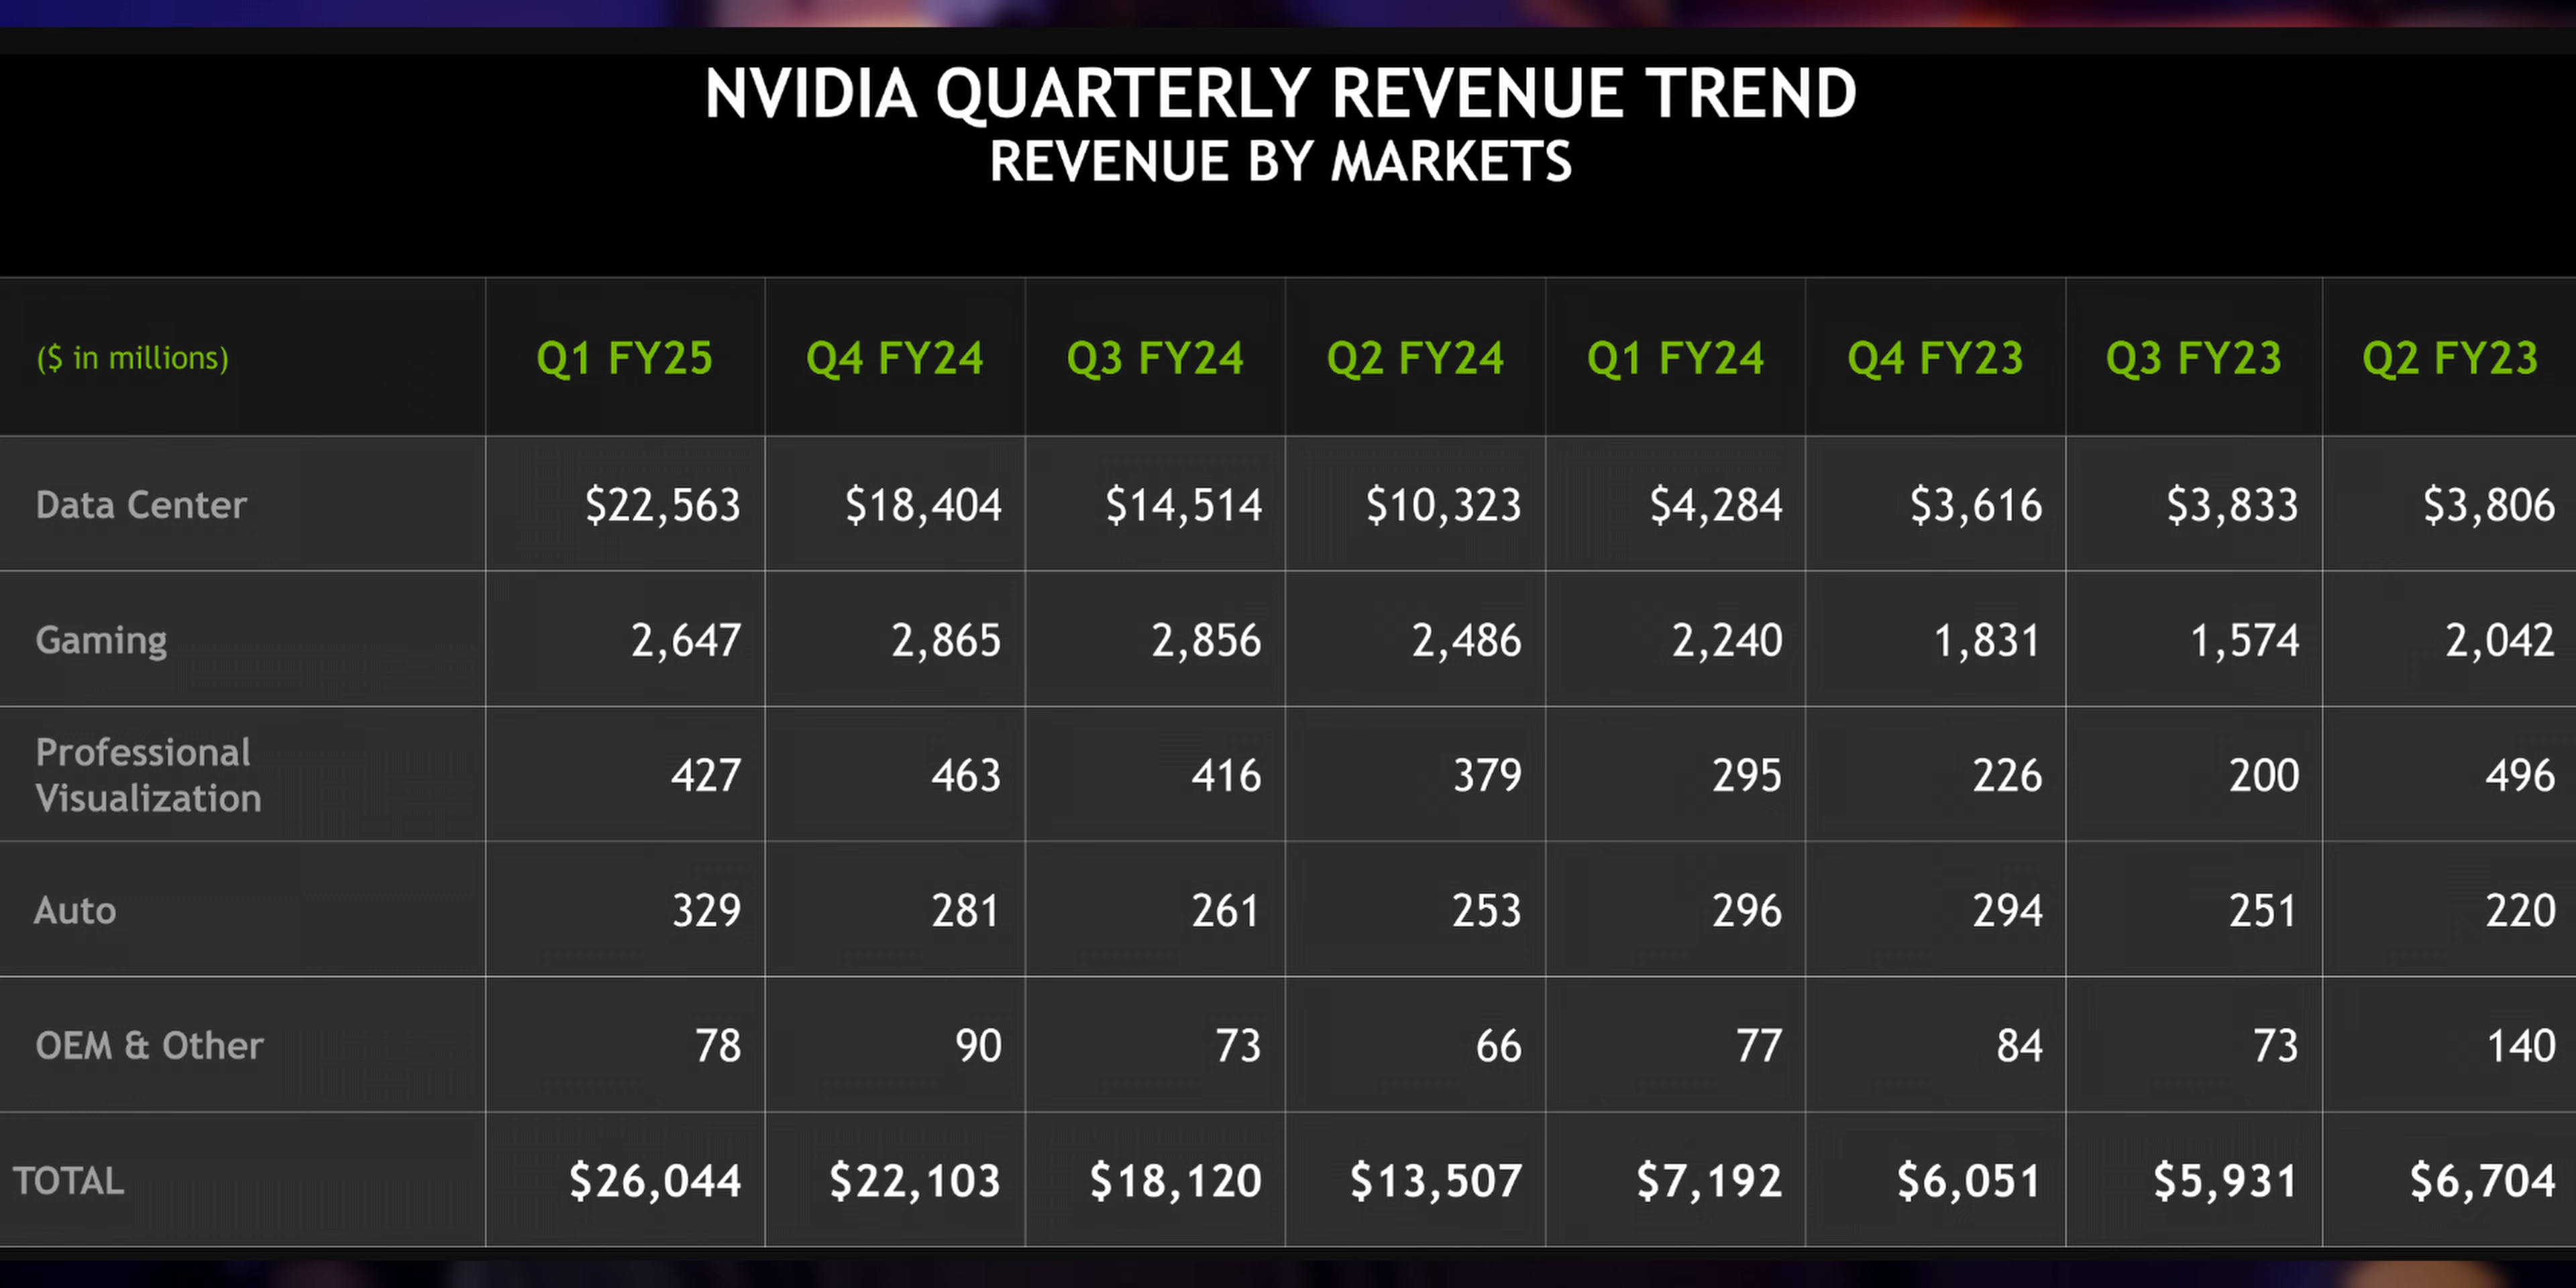 NVIDIA QUARTERLY REVENUE TREND
REVENUE BY MARKETS
($ in millions) Q1 FY25 Q4 FY24 Q3 FY24 Q2 FY24 Q1 FY24 Q4 FY23 Q3 FY23 Q2 FY23
Data Center $22,563 $18,404 $14,514 $10,323 $4,284 $3,616 $3,833 $3,806
Gaming 2,647 2,865 2,856 2,486 2,240 1,831 1,574 2,042
Professional
Visualization 427 463 416 379 295 226 200 496
Auto 329 281 261 253 296 294 251 220
OEM & Other 78 90 73 66 77 84 73 140
TOTAL $26,044 $22,103 $18,120 $13,507 $7,192 $6,051 $5,931 $6,704